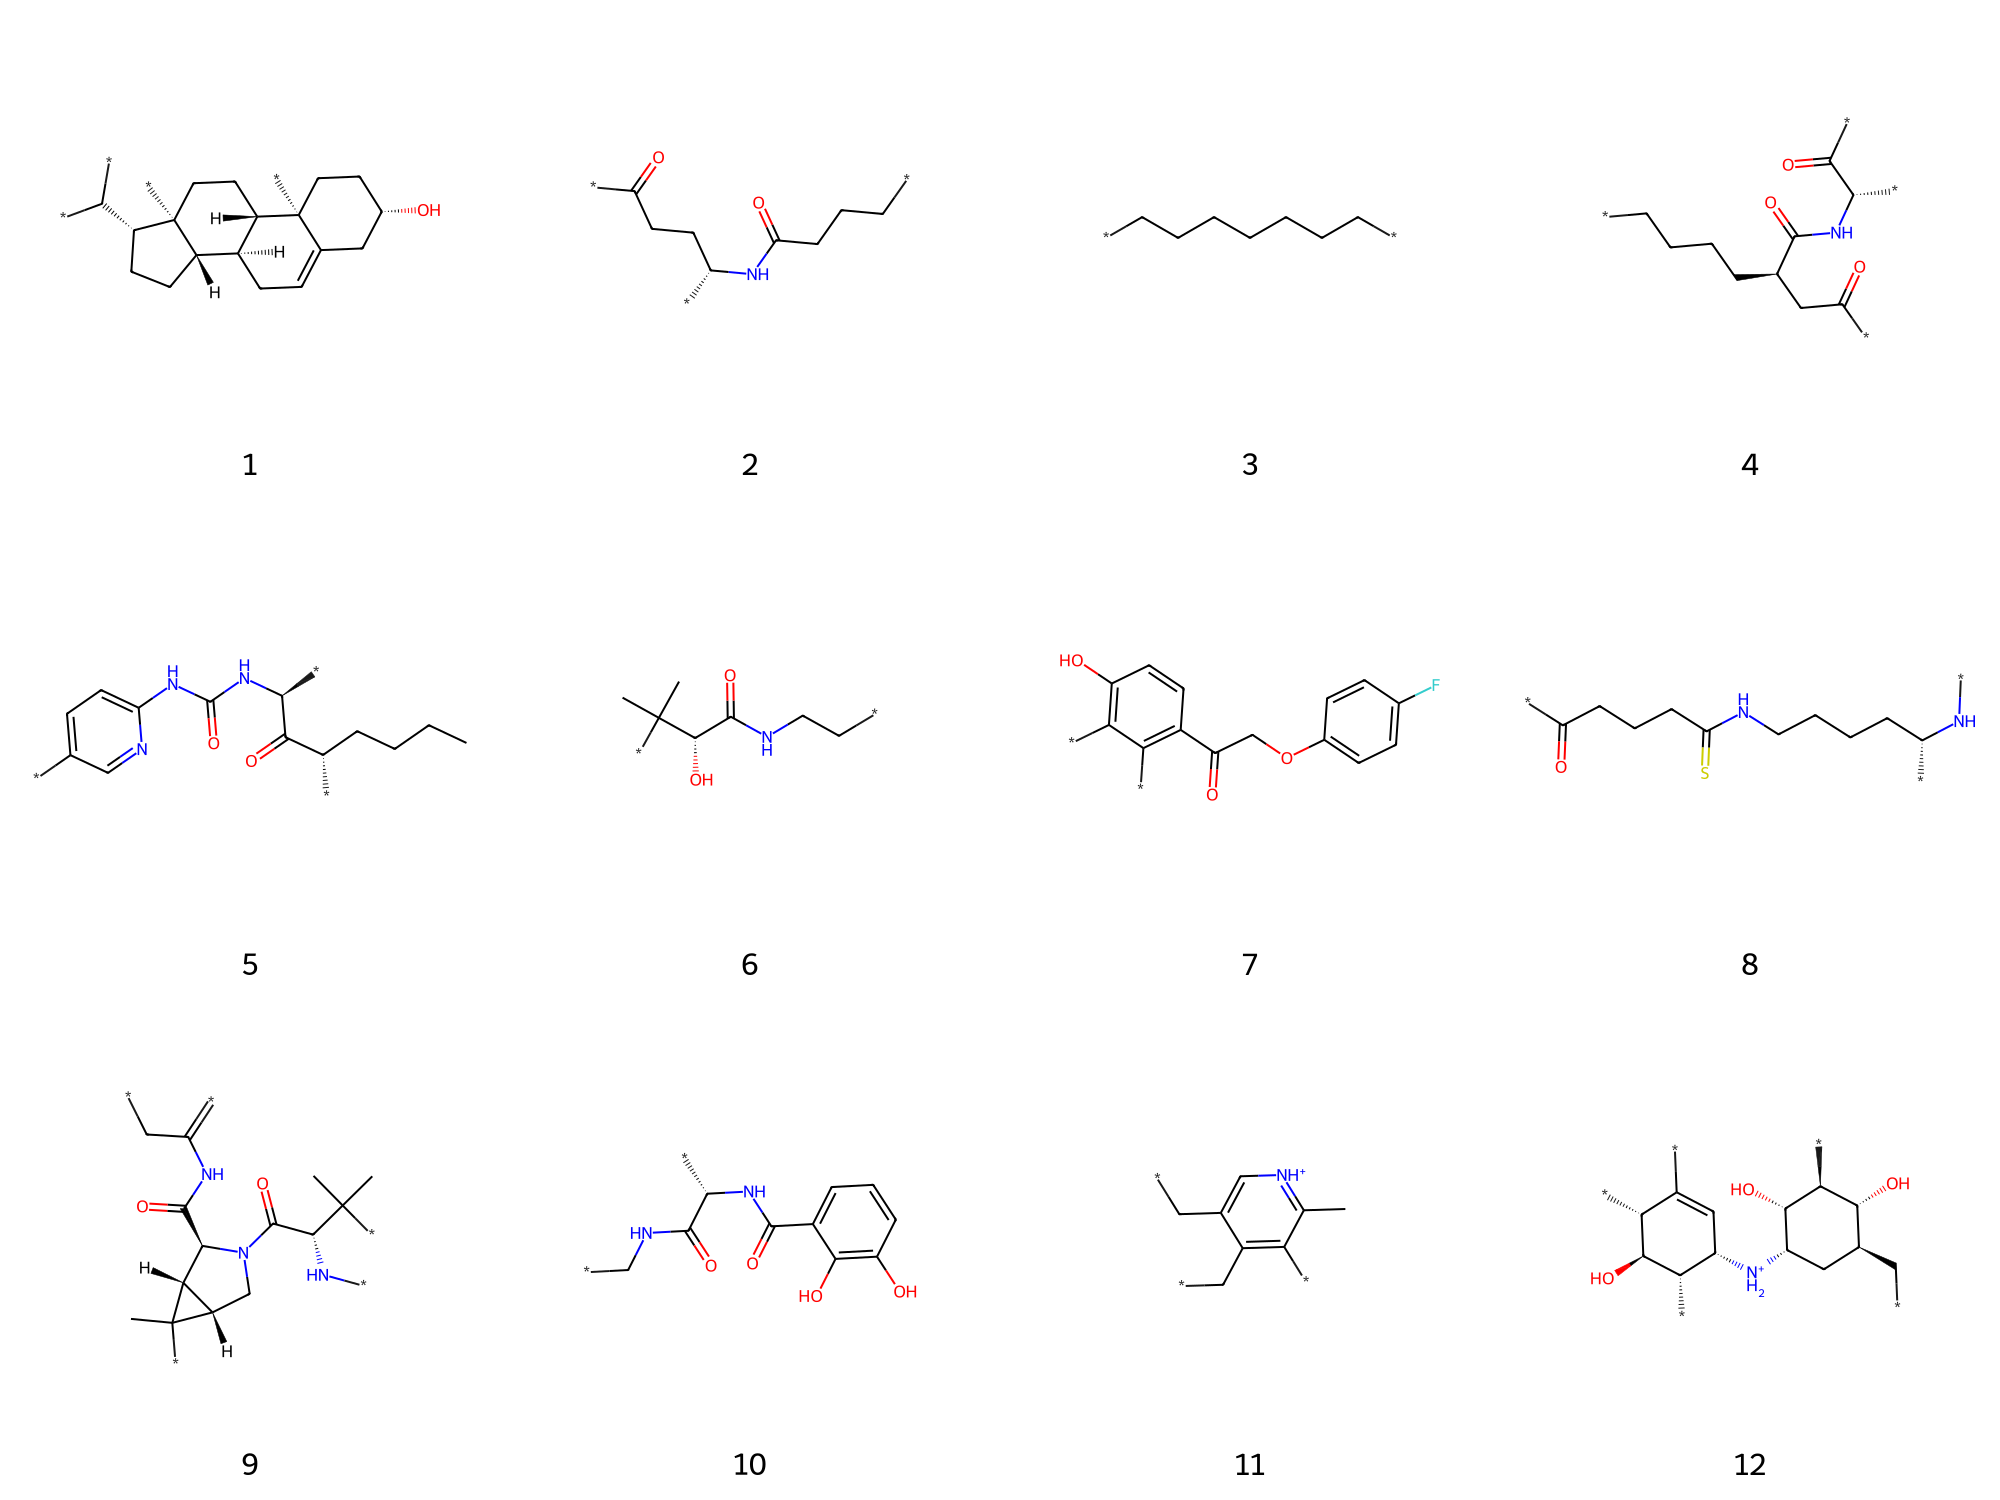 * O * O * * * O *
* * H H OH O NH * * O NH *
H * O *
H H O * H * * N N O HO F NH * S
N O O NH * O
* N * OH * O O * *
* * NH O O * NH O HN O HO OH * * NH+ * * * HO OH
H N HN * * HO N+ H2 * *
H *
1 2 3 4
5 6 7 8
9 10 11 12